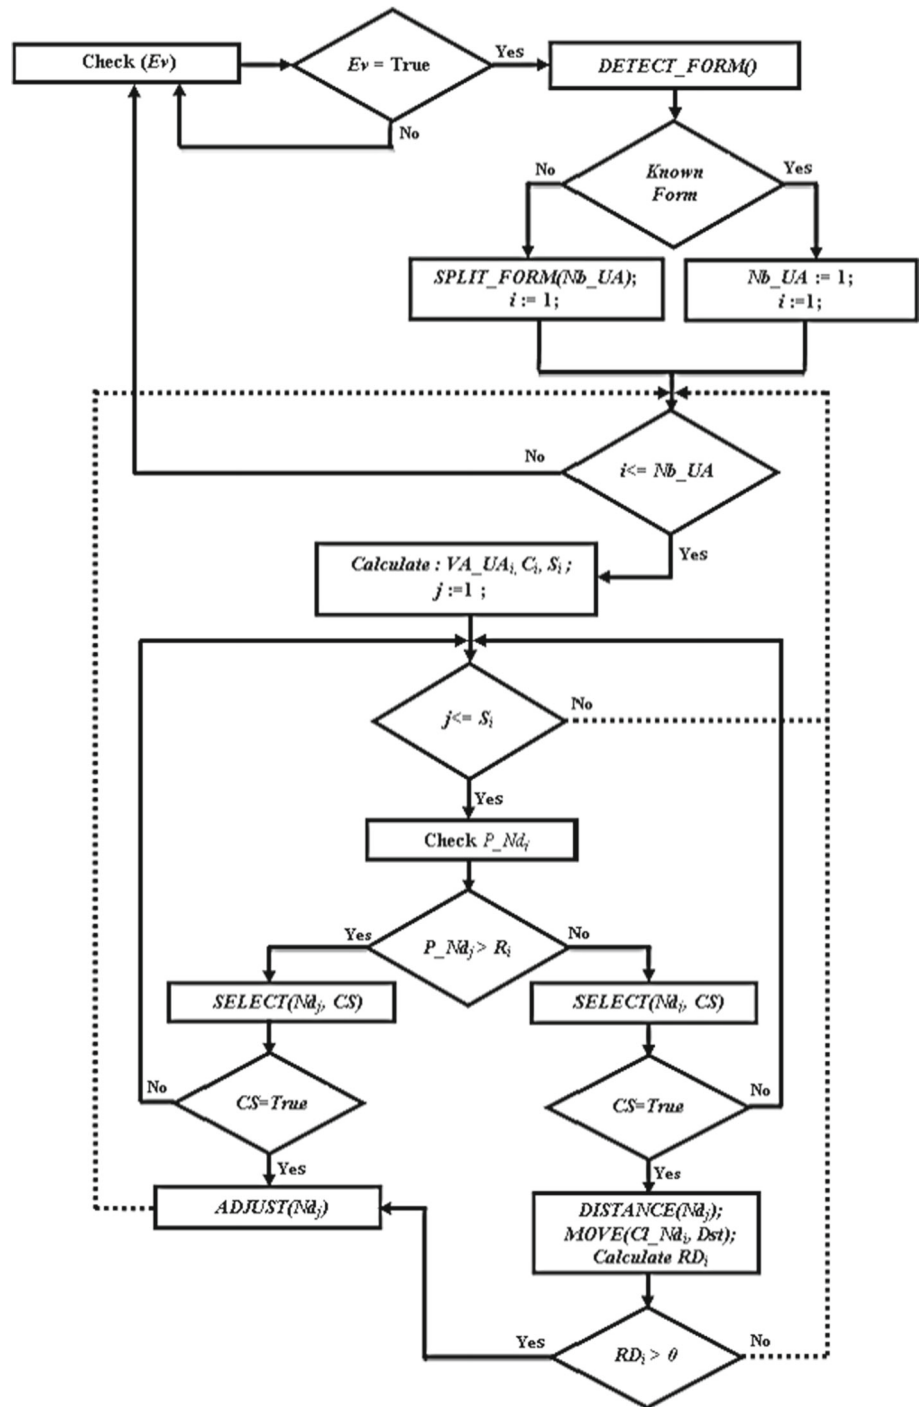 Check (Ev)
Ev = True
Yes
DETECT_FORM()
No
Known
Form
No
Yes
SPLIT_FORM(Nb_UA);
i := 1;
Nb_UA := 1;
i :=1;
No
i<= Nb_UA
Yes
Calculate : VA_UAi, Ci, Si ;
j :=1 ;
j<= Si
No
Yes
Check P_Ndj
Yes
P_Ndj > Ri
No
SELECT(Ndj, CS)
SELECT(Ndj, CS)
No
CS=True
CS=True
No
Yes
Yes
ADJUST(Ndj)
DISTANCE(Ndj);
MOVE(Cl_Ndi, Dst);
Calculate RDi
Yes
RDi > 0
No